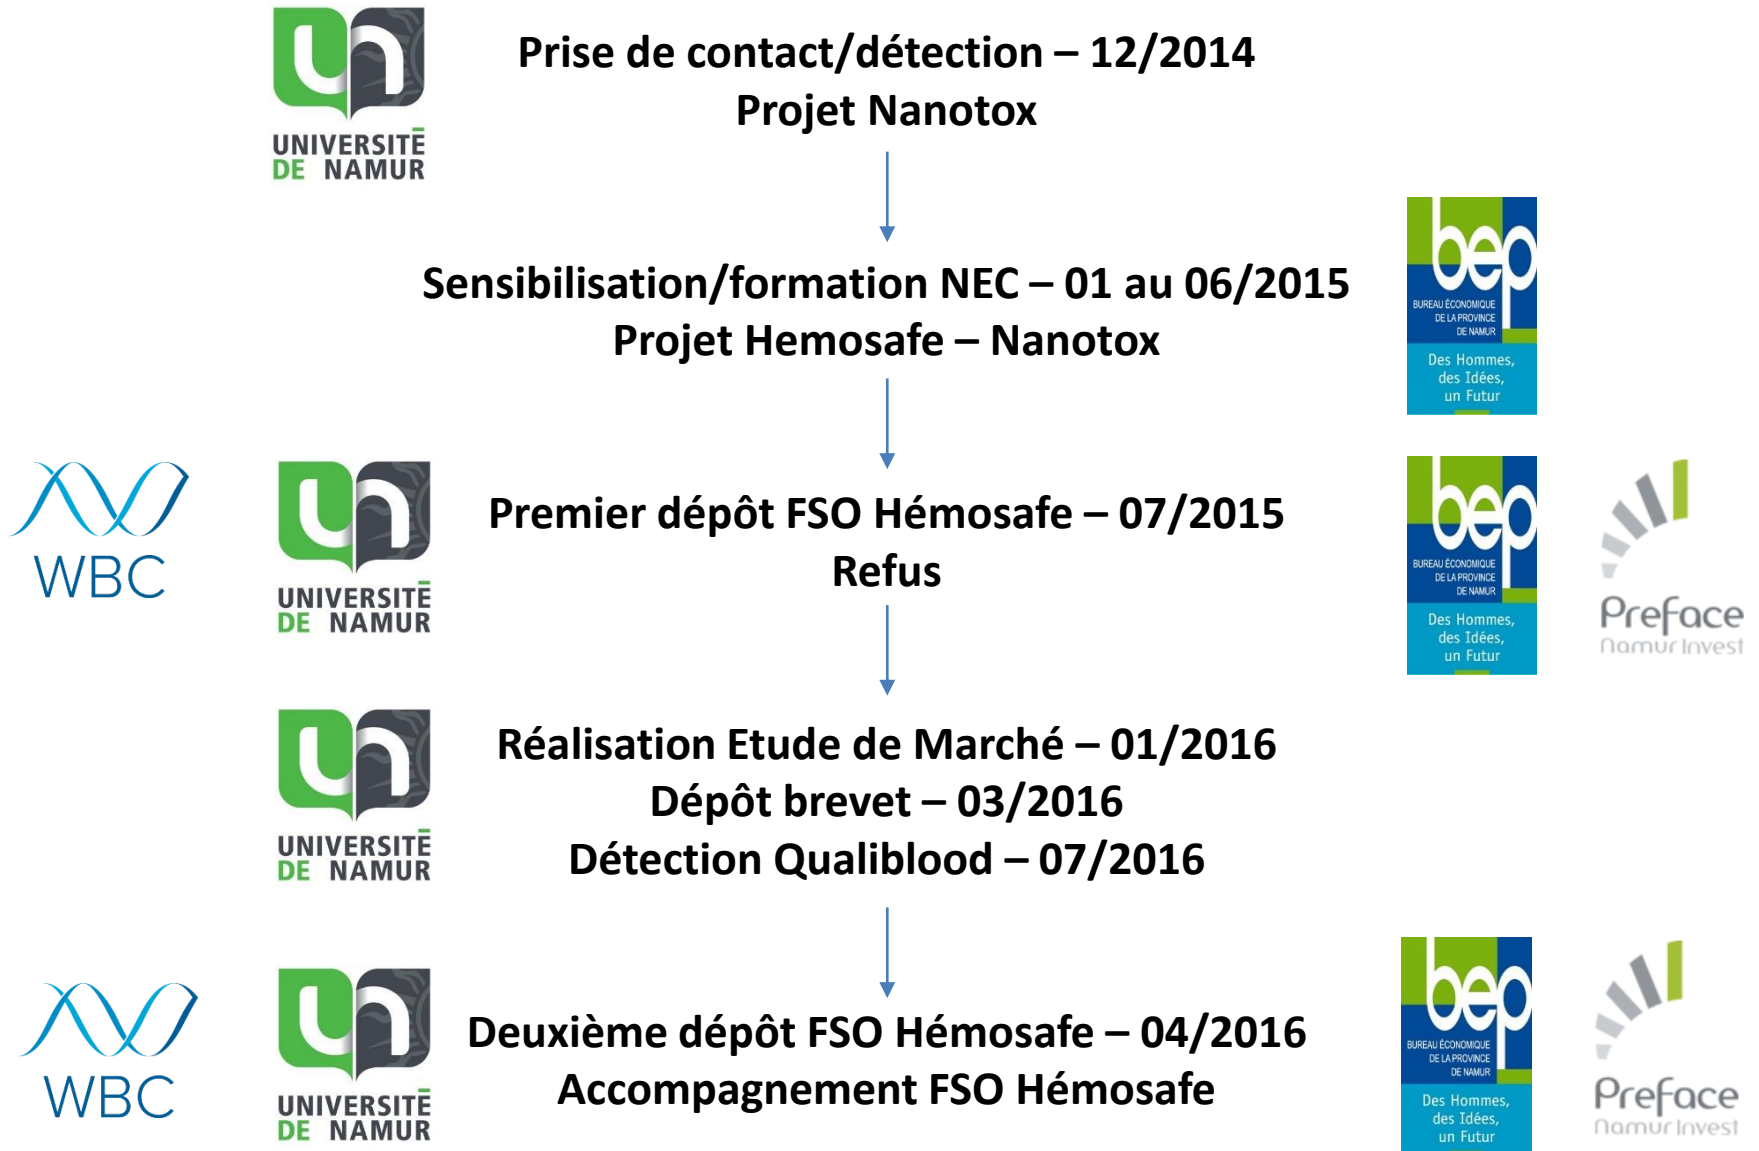 UNIVERSITĒ
DE NAMUR
Prise de contact/détection – 12/2014
Projet Nanotox
Sensibilisation/formation NEC – 01 au 06/2015
Projet Hemosafe – Nanotox
bep
BUREAU ÉCONOMIQUE
DE LA PROVINCE
DE NAMUR
Des Hommes,
des Idées,
un Futur
WBC
UNIVERSITĒ
DE NAMUR
Premier dépôt FSO Hémosafe – 07/2015
Refus
bep
BUREAU ÉCONOMIQUE
DE LA PROVINCE
DE NAMUR
Des Hommes,
des Idées,
un Futur
Preface
Namur Invest
UNIVERSITĒ
DE NAMUR
Réalisation Etude de Marché – 01/2016
Dépôt brevet – 03/2016
Détection Qualiblood – 07/2016
WBC
UNIVERSITĒ
DE NAMUR
Deuxième dépôt FSO Hémosafe – 04/2016
Accompagnement FSO Hémosafe
bep
BUREAU ÉCONOMIQUE
DE LA PROVINCE
DE NAMUR
Des Hommes,
des Idées,
un Futur
Preface
Namur Invest